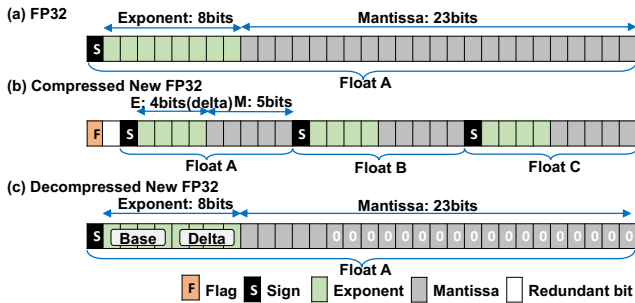 (a) FP32
Exponent: 8bits Mantissa: 23bits
S
Float A
(b) Compressed New FP32
E: 4bits(delta) M: 5bits
F S S S
Float A Float B Float C
(c) Decompressed New FP32
Exponent: 8bits Mantissa: 23bits
S Base Delta 0 0 0 0 0 0 0 0 0 0 0 0 0 0 0 0 0 0
Float A
F Flag S Sign Exponent Mantissa Redundant bit